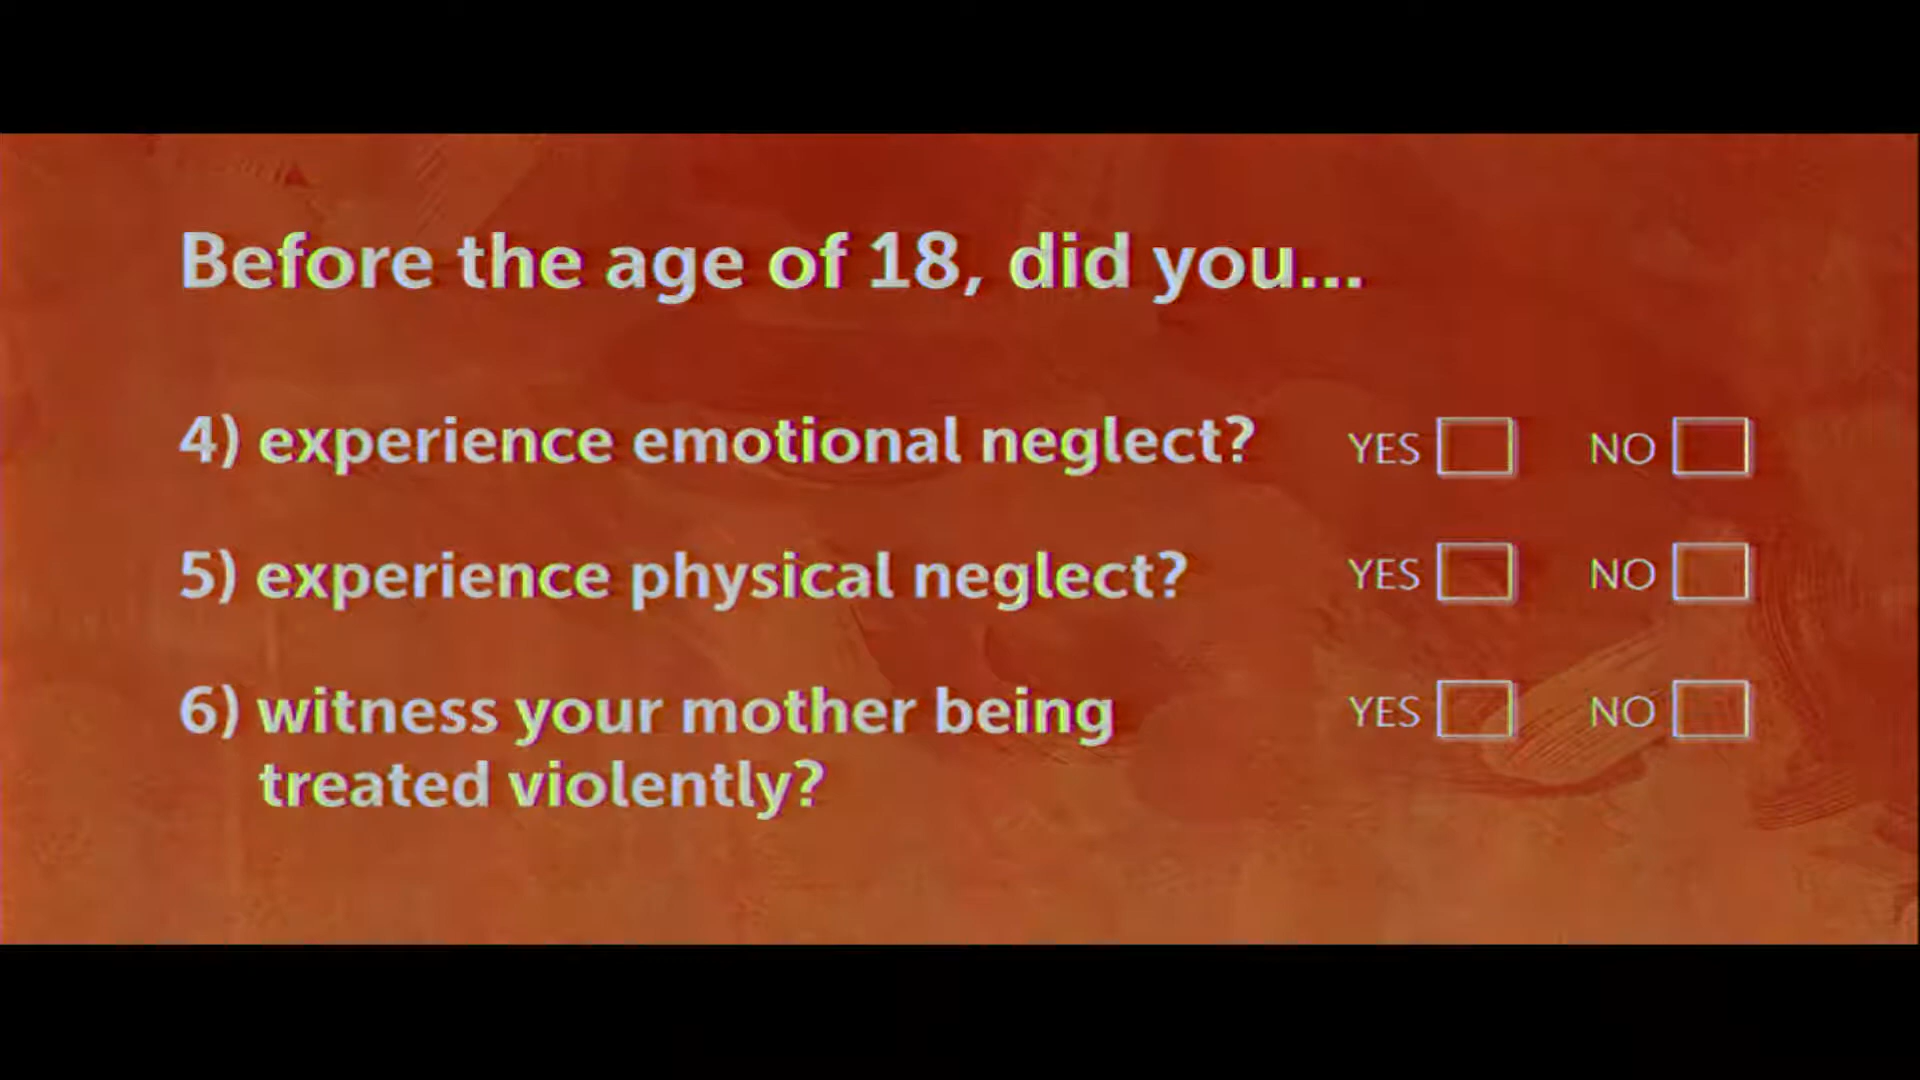 Before the age of 18, did you...
4) experience emotional neglect? YES NO
5) experience physical neglect? YES NO
6) witness your mother being YES NO
treated violently?